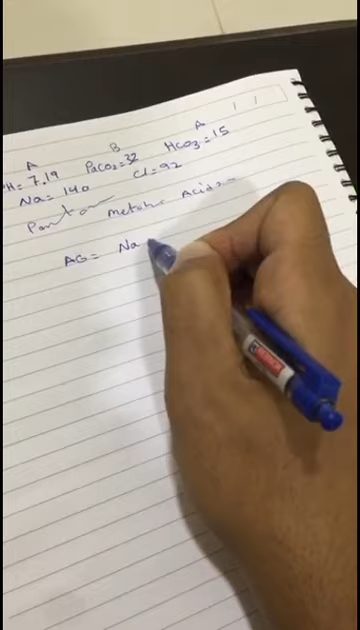 A B A
PH= 7.19 PaCO2=32 HCO3=15
Na= 140 Cl=92
Metabolic Acidosis
AG= Na